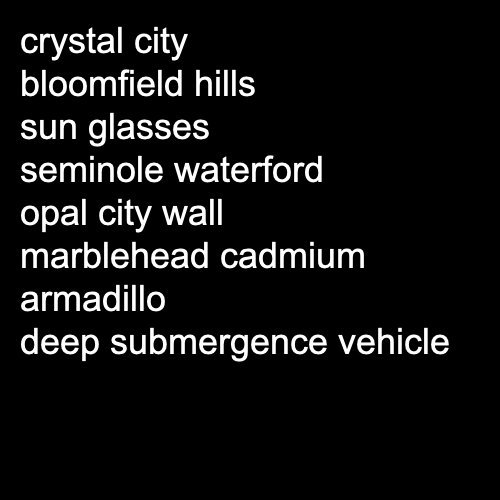 crystal city
bloomfield hills
sun glasses
seminole waterford
opal city wall
marblehead cadmium
armadillo
deep submergence vehicle